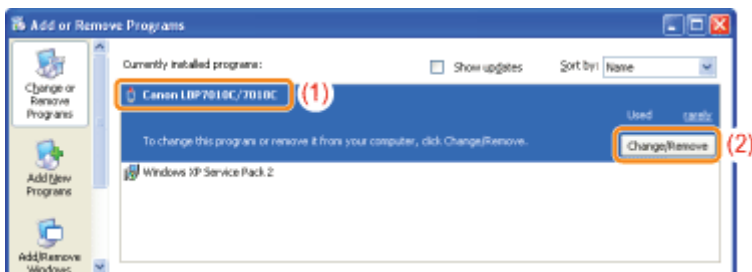 Add or Remove Programs
Change or
Remove
Programs
Currently installed programs:
Show updates
Sort by:
Name
Canon LBP7010C/7010C
(1)
Used
rarely
To change this program or remove it from your computer, click Change/Remove.
Change/Remove
(2)
Windows XP Service Pack 2
Add New
Programs
Add/Remove
Windows